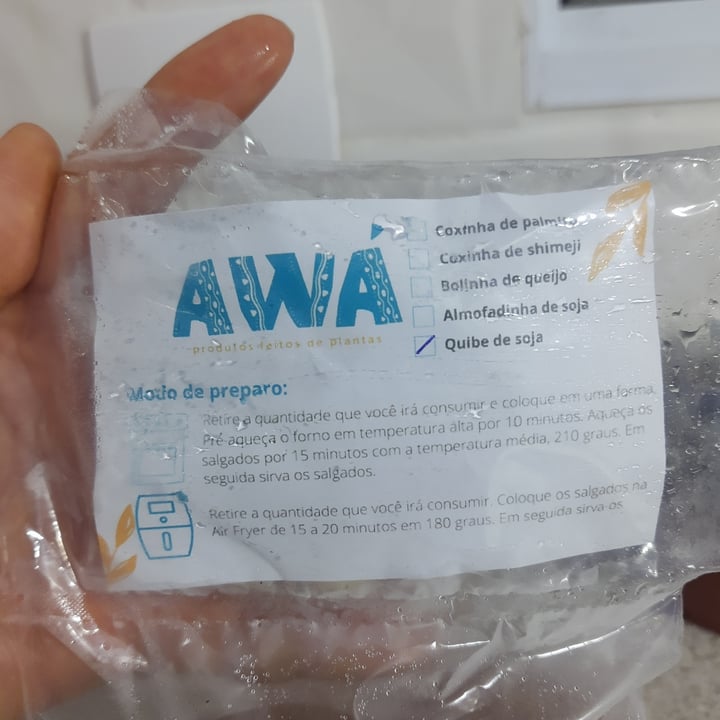 AWÁ
produtos feitos de plantas
Coxinha de palmito
Coxinha de shimeji
Bolinha de queijo
Almofadinha de soja
Quibe de soja
Modo de preparo:
Retire a quantidade que você irá consumir e coloque em uma forma.
Pré aqueça o forno em temperatura alta por 10 minutos. Aqueça os
salgados por 15 minutos com a temperatura média, 210 graus. Em
seguida sirva os salgados.
Retire a quantidade que você irá consumir. Coloque os salgados na
Air Fryer de 15 a 20 minutos em 180 graus. Em seguida sirva os